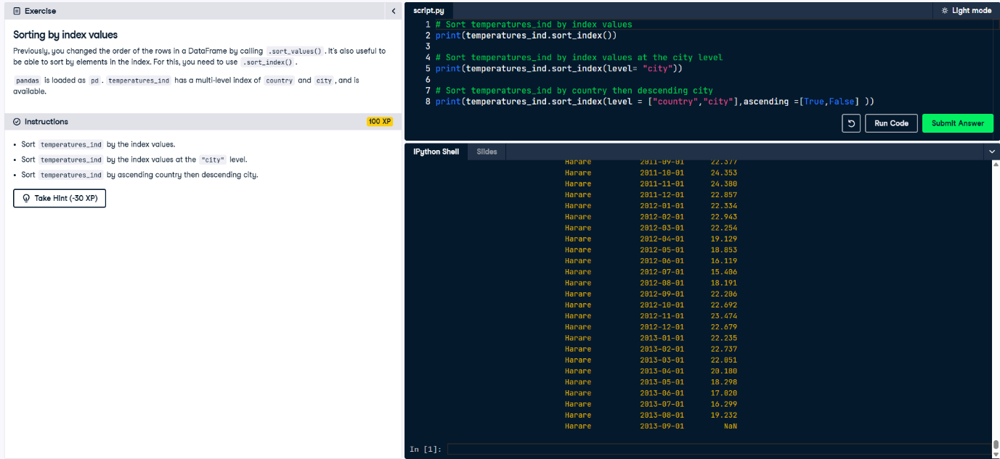 Exercise
Sorting by index values
Previously, you changed the order of the rows in a DataFrame by calling .sort_values(). It's also useful to
be able to sort by elements in the index. For this, you need to use .sort_index().
pandas is loaded as pd. temperatures_ind has a multi-level index of country and city, and is
available.
Instructions
100 XP
Sort temperatures_ind by the index values.
Sort temperatures_ind by the index values at the "city" level.
Sort temperatures_ind by ascending country then descending city.
Take Hint (-30 XP)
script.py
Light mode
1 # Sort temperatures_ind by index values
2 print(temperatures_ind.sort_index())
3
4 # Sort temperatures_ind by index values at the city level
5 print(temperatures_ind.sort_index(level= "city"))
6
7 # Sort temperatures_ind by country then descending city
8 print(temperatures_ind.sort_index(level = ["country","city"],ascending =[True,False] ))
Run Code
Submit Answer
IPython Shell
Slides
Harare 2011-09-01 22.377
Harare 2011-10-01 24.353
Harare 2011-11-01 24.380
Harare 2011-12-01 22.857
Harare 2012-01-01 22.334
Harare 2012-02-01 22.943
Harare 2012-03-01 22.254
Harare 2012-04-01 19.129
Harare 2012-05-01 18.853
Harare 2012-06-01 16.119
Harare 2012-07-01 15.406
Harare 2012-08-01 18.191
Harare 2012-09-01 22.206
Harare 2012-10-01 22.692
Harare 2012-11-01 23.474
Harare 2012-12-01 22.679
Harare 2013-01-01 22.235
Harare 2013-02-01 22.737
Harare 2013-03-01 22.051
Harare 2013-04-01 20.180
Harare 2013-05-01 18.298
Harare 2013-06-01 17.020
Harare 2013-07-01 16.299
Harare 2013-08-01 19.232
Harare 2013-09-01 NaN
In [1]: